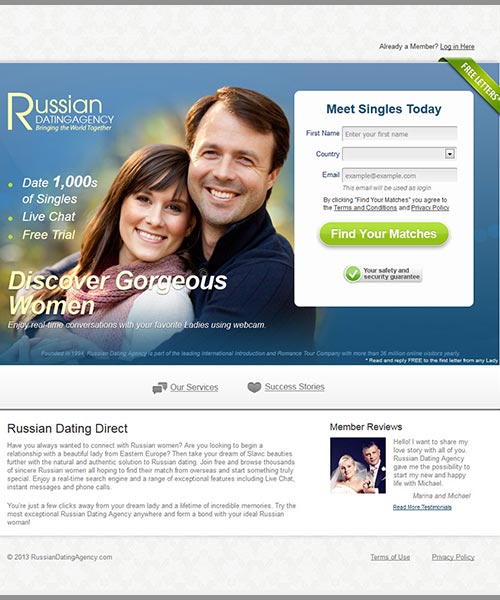 Already a Member? Log in Here
FREE LETTERS*
Russian
DATINGAGENCY
Bringing the World Together
Date 1,000s
of Singles
Live Chat
Free Trial
Discover Gorgeous
Women
Enjoy real-time conversations with your favorite Ladies using webcam.
Meet Singles Today
First Name Enter your first name
Country
Email example@example.com
This email will be used as login
By clicking "Find Your Matches" you agree to
the Terms and Conditions and Privacy Policy
Find Your Matches
Your safety and
security guarantee
Founded in 1994, Russian Dating Agency is part of the leading International Introduction and Romance Tour Company with more than 36 million online visitors yearly.
* Read and reply FREE to the first letter from any Lady
Our Services
Success Stories
Russian Dating Direct
Have you always wanted to connect with Russian women? Are you looking to begin a
relationship with a beautiful lady from Eastern Europe? Then take your dream of Slavic beauties
further with the natural and authentic solution to Russian dating. Join free and browse thousands
of sincere Russian women all hoping to find their match from overseas and start something truly
special. Enjoy a real-time search engine and a range of exceptional features including Live Chat,
instant messages and phone calls.
You're just a few clicks away from your dream lady and a lifetime of incredible memories. Try the
most exceptional Russian Dating Agency anywhere and form a bond with your ideal Russian
woman!
Member Reviews
Hello! I want to share my
love story with all of you.
Russian Dating Agency
gave me the possibility to
start my new and happy
life with Michael.
Marina and Michael
Read More Testimonials
© 2013 RussianDatingAgency.com
Terms of Use
Privacy Policy